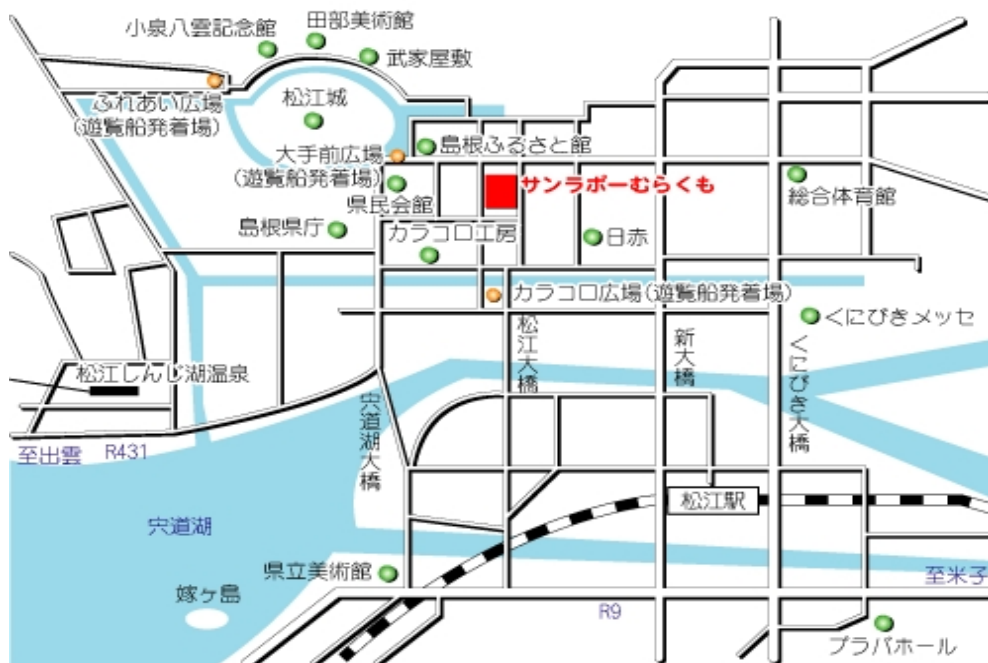 田部美術館
小泉八雲記念館
武家屋敷
ふれあい広場
(遊覧船発着場)
松江城
大手前広場
(遊覧船発着場)
島根ふるさと館
サンラポーむらくも
県民会館
総合体育館
島根県庁
カラコロ工房
日赤
カラコロ広場(遊覧船発着場)
くにびきメッセ
松江大橋
新大橋
くにびき大橋
松江しんじ湖温泉
宍道湖大橋
至出雲
R431
松江駅
宍道湖
県立美術館
至米子
嫁ヶ島
R9
プラバホール